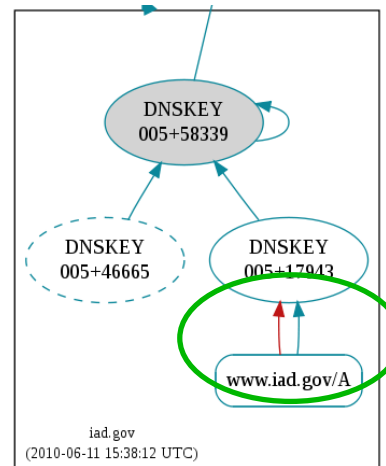 DNSKEY
005+58339
DNSKEY
005+46665
DNSKEY
005+17943
www.iad.gov/A
iad.gov
(2010-06-11 15:38:12 UTC)